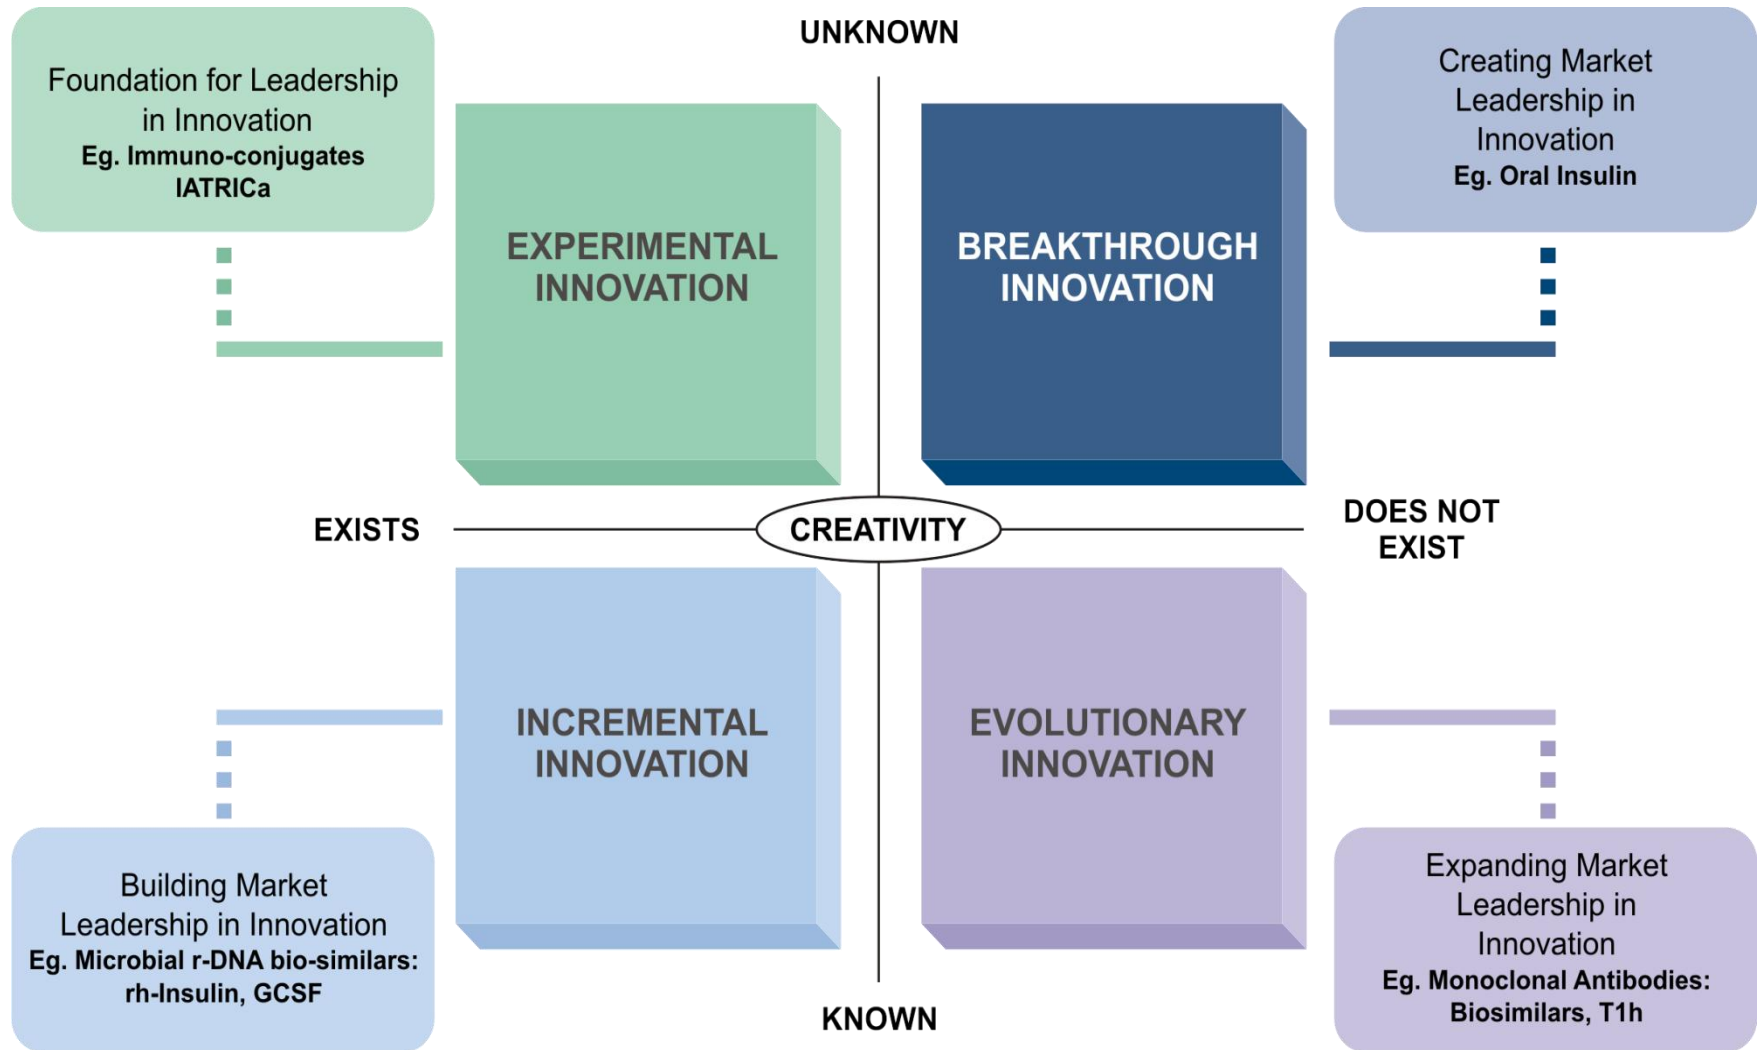 UNKNOWN
Foundation for Leadership
in Innovation
Eg. Immuno-conjugates
IATRICa
Creating Market
Leadership in
Innovation
Eg. Oral Insulin
EXPERIMENTAL
INNOVATION
BREAKTHROUGH
INNOVATION
EXISTS
CREATIVITY
DOES NOT
EXIST
INCREMENTAL
INNOVATION
EVOLUTIONARY
INNOVATION
Building Market
Leadership in Innovation
Eg. Microbial r-DNA bio-similars:
rh-Insulin, GCSF
Expanding Market
Leadership in
Innovation
Eg. Monoclonal Antibodies:
Biosimilars, T1h
KNOWN